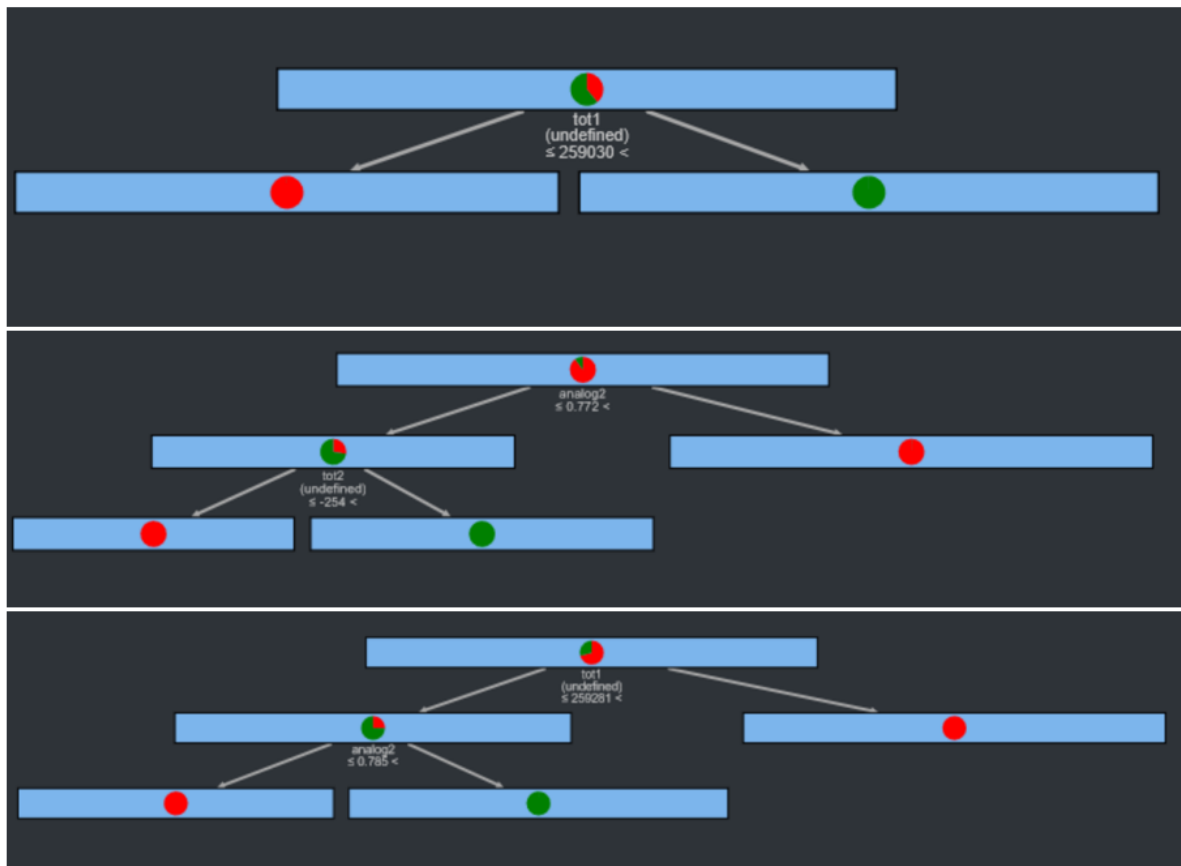 tot1
(undefined)
≤ 259030 <
analog2
≤ 0.772 <
tot2
(undefined)
≤ -254 <
tot1
(undefined)
≤ 259281 <
analog2
≤ 0.785 <